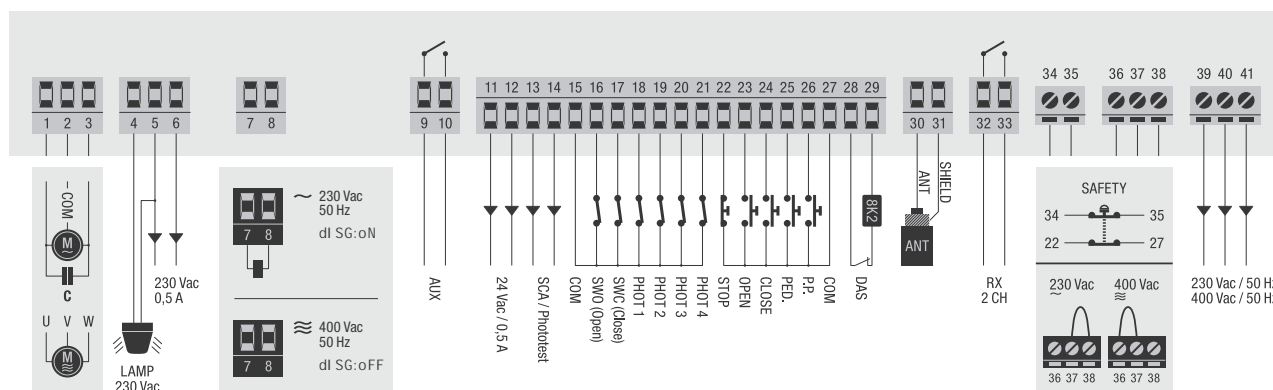 34 35
36 37 38
39 40 41
11 12 13 14 15 16 17 18 19 20 21 22 23 24 25 26 27 28 29
1 2 3
4 5 6
7 8
9 10
30 31
32 33
COM
M
~
C
U V W
M
≋
230 Vac
0,5 A
LAMP
230 Vac
7 8
~ 230 Vac
50 Hz
dI SG:oN
7 8
≋ 400 Vac
50 Hz
dI SG:oFF
AUX
24 Vac / 0,5 A
SCA / Phototest
COM
SWO (Open)
SWC (Close)
PHOT 1
PHOT 2
PHOT 3
PHOT 4
STOP
OPEN
CLOSE
PED.
P.P.
COM
DAS
8K2
ANT
SHIELD
ANT
RX
2 CH
SAFETY
34 35
22 27
230 Vac
~
400 Vac
≋
36 37 38
36 37 38
230 Vac / 50 Hz
400 Vac / 50 Hz